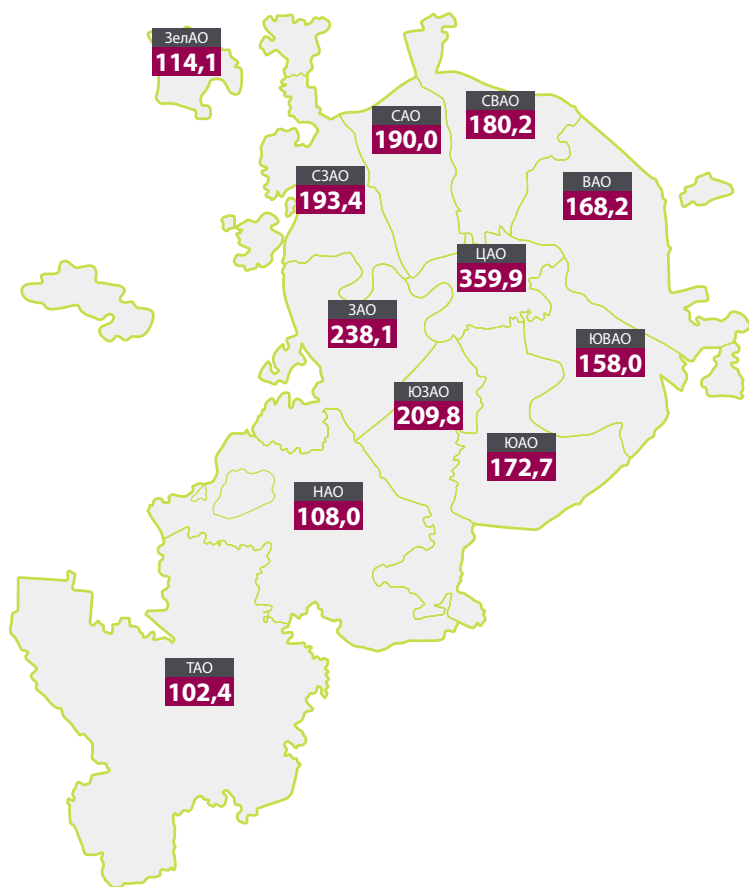 ЗелАО
114,1
СВАО
180,2
САО
190,0
СЗАО
193,4
ВАО
168,2
ЦАО
359,9
ЗАО
238,1
ЮВАО
158,0
ЮЗАО
209,8
ЮАО
172,7
НАО
108,0
ТАО
102,4